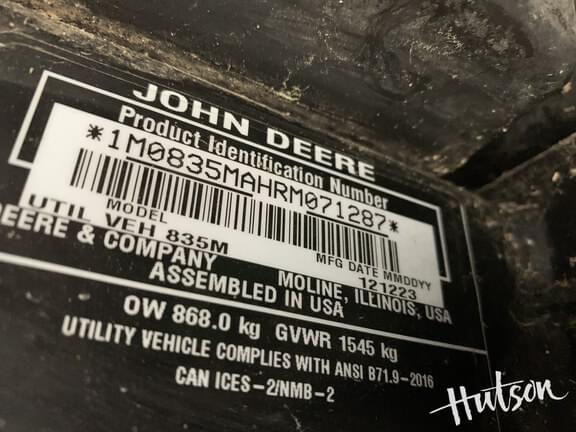 JOHN DEERE
Product Identification Number
*1M0835MAHRM071287*
MODEL
UTIL VEH 835M
MFG DATE MMDDYY
121223
DEERE & COMPANY MOLINE, ILLINOIS, USA
ASSEMBLED IN USA
OW 868.0 kg GVWR 1545 kg
UTILITY VEHICLE COMPLIES WITH ANSI B71.9-2016
CAN ICES-2/NMB-2
Hutson